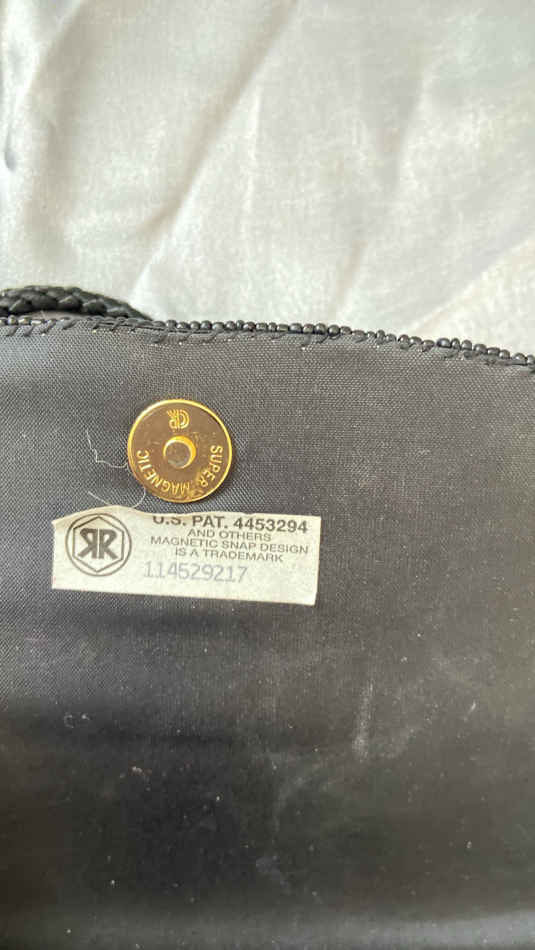 SUPER MAGNETIC
U.S. PAT. 4453294
AND OTHERS
MAGNETIC SNAP DESIGN
IS A TRADEMARK
114529217